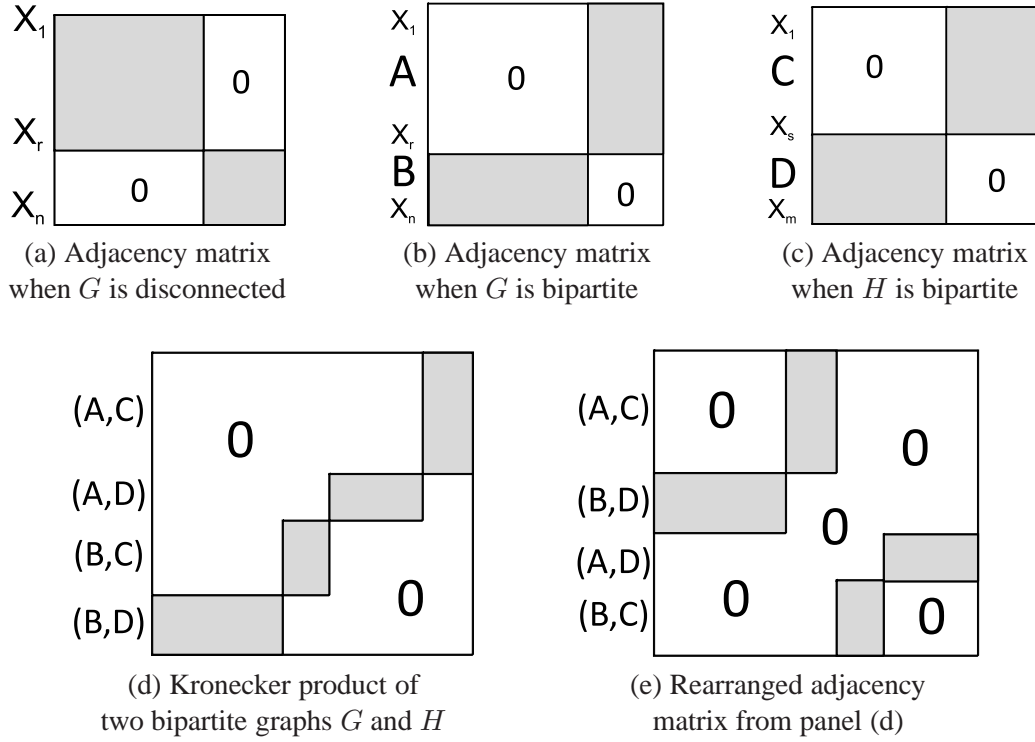 X1
0
Xr
0
Xn
(a) Adjacency matrix
when G is disconnected
X1
A
0
Xr
B
0
Xn
(b) Adjacency matrix
when G is bipartite
X1
C
0
Xs
D
0
Xm
(c) Adjacency matrix
when H is bipartite
(A,C)
0
(A,D)
(B,C)
0
(B,D)
(d) Kronecker product of
two bipartite graphs G and H
(A,C)
0
0
(B,D)
0
(A,D)
0
(B,C)
0
(e) Rearranged adjacency
matrix from panel (d)